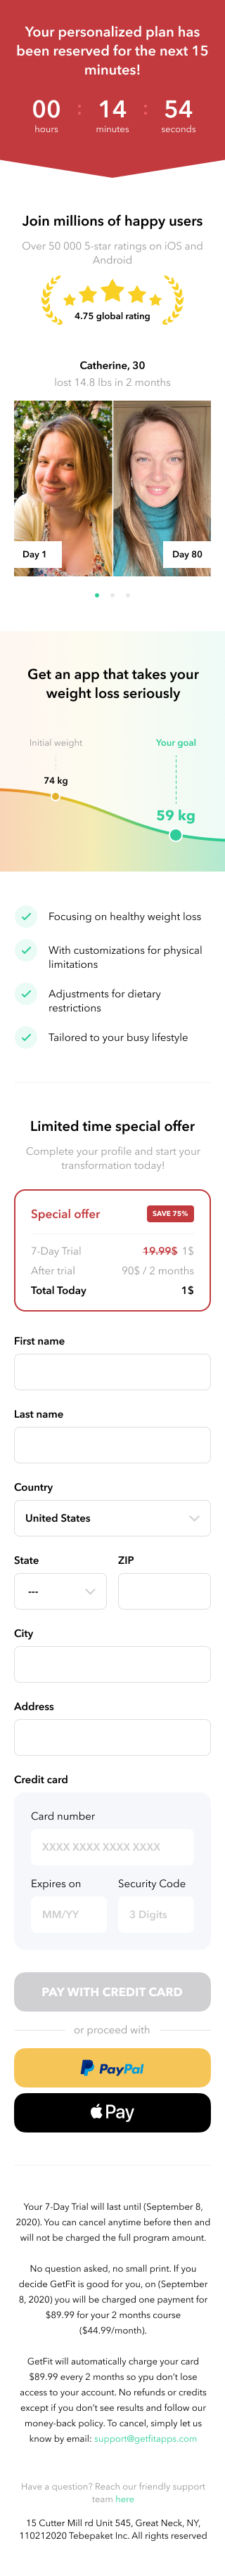 Your personalized plan has
been reserved for the next 15
minutes!
00 : 14 : 54
hours minutes seconds
Join millions of happy users
Over 50 000 5-star ratings on iOS and
Android
4.75 global rating
Catherine, 30
lost 14.8 lbs in 2 months
Day 1
Day 80
Get an app that takes your
weight loss seriously
Initial weight
Your goal
74 kg
59 kg
Focusing on healthy weight loss
With customizations for physical
limitations
Adjustments for dietary
restrictions
Tailored to your busy lifestyle
Limited time special offer
Complete your profile and start your
transformation today!
Special offer SAVE 75%
7-Day Trial 19.99$ 1$
After trial 90$ / 2 months
Total Today 1$
First name
Last name
Country
United States
State ZIP
---
City
Address
Credit card
Card number
XXXX XXXX XXXX XXXX
Expires on Security Code
MM/YY 3 Digits
PAY WITH CREDIT CARD
or proceed with
PayPal
Pay
Your 7-Day Trial will last until (September 8,
2020). You can cancel anytime before then and
will not be charged the full program amount.
No question asked, no small print. If you
decide GetFit is good for you, on (September
8, 2020) you will be charged one payment for
$89.99 for your 2 months course
($44.99/month).
GetFit will automatically charge your card
$89.99 every 2 months so ypu don't lose
access to your account. No refunds or credits
except if you don't see results and follow our
money-back policy. To cancel, simply let us
know by email: support@getfitapps.com
Have a question? Reach our friendly support
team here
15 Cutter Mill rd Unit 545, Great Neck, NY,
110212020 Tebepaket Inc. All rights reserved